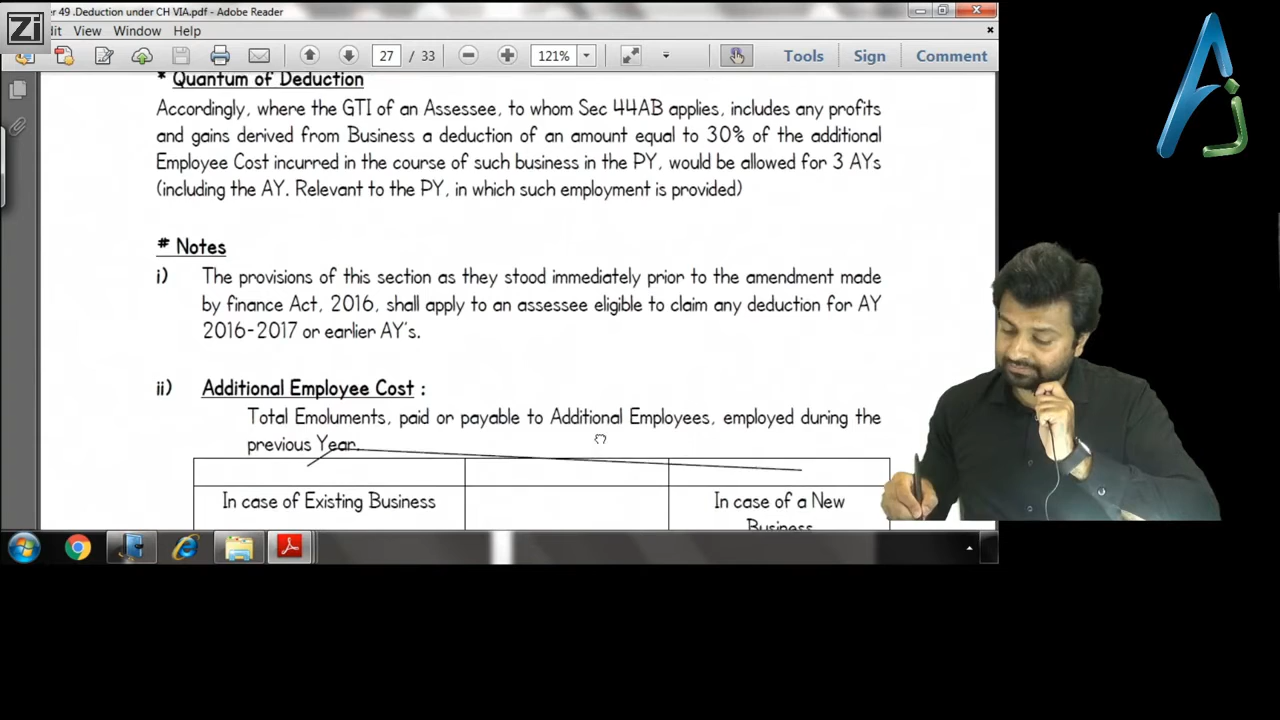 Zi
49 .Deduction under CH VIA.pdf - Adobe Reader
View Window Help
27 / 33 121% Tools Sign Comment
* Quantum of Deduction
Accordingly, where the GTI of an Assessee, to whom Sec 44AB applies, includes any profits
and gains derived from Business a deduction of an amount equal to 30% of the additional
Employee Cost incurred in the course of such business in the PY, would be allowed for 3 AYs
(including the AY. Relevant to the PY, in which such employment is provided)
# Notes
i) The provisions of this section as they stood immediately prior to the amendment made
by finance Act, 2016, shall apply to an assessee eligible to claim any deduction for AY
2016-2017 or earlier AY's.
ii) Additional Employee Cost :
Total Emoluments, paid or payable to Additional Employees, employed during the
previous Year.
In case of Existing Business
In case of a New
Business